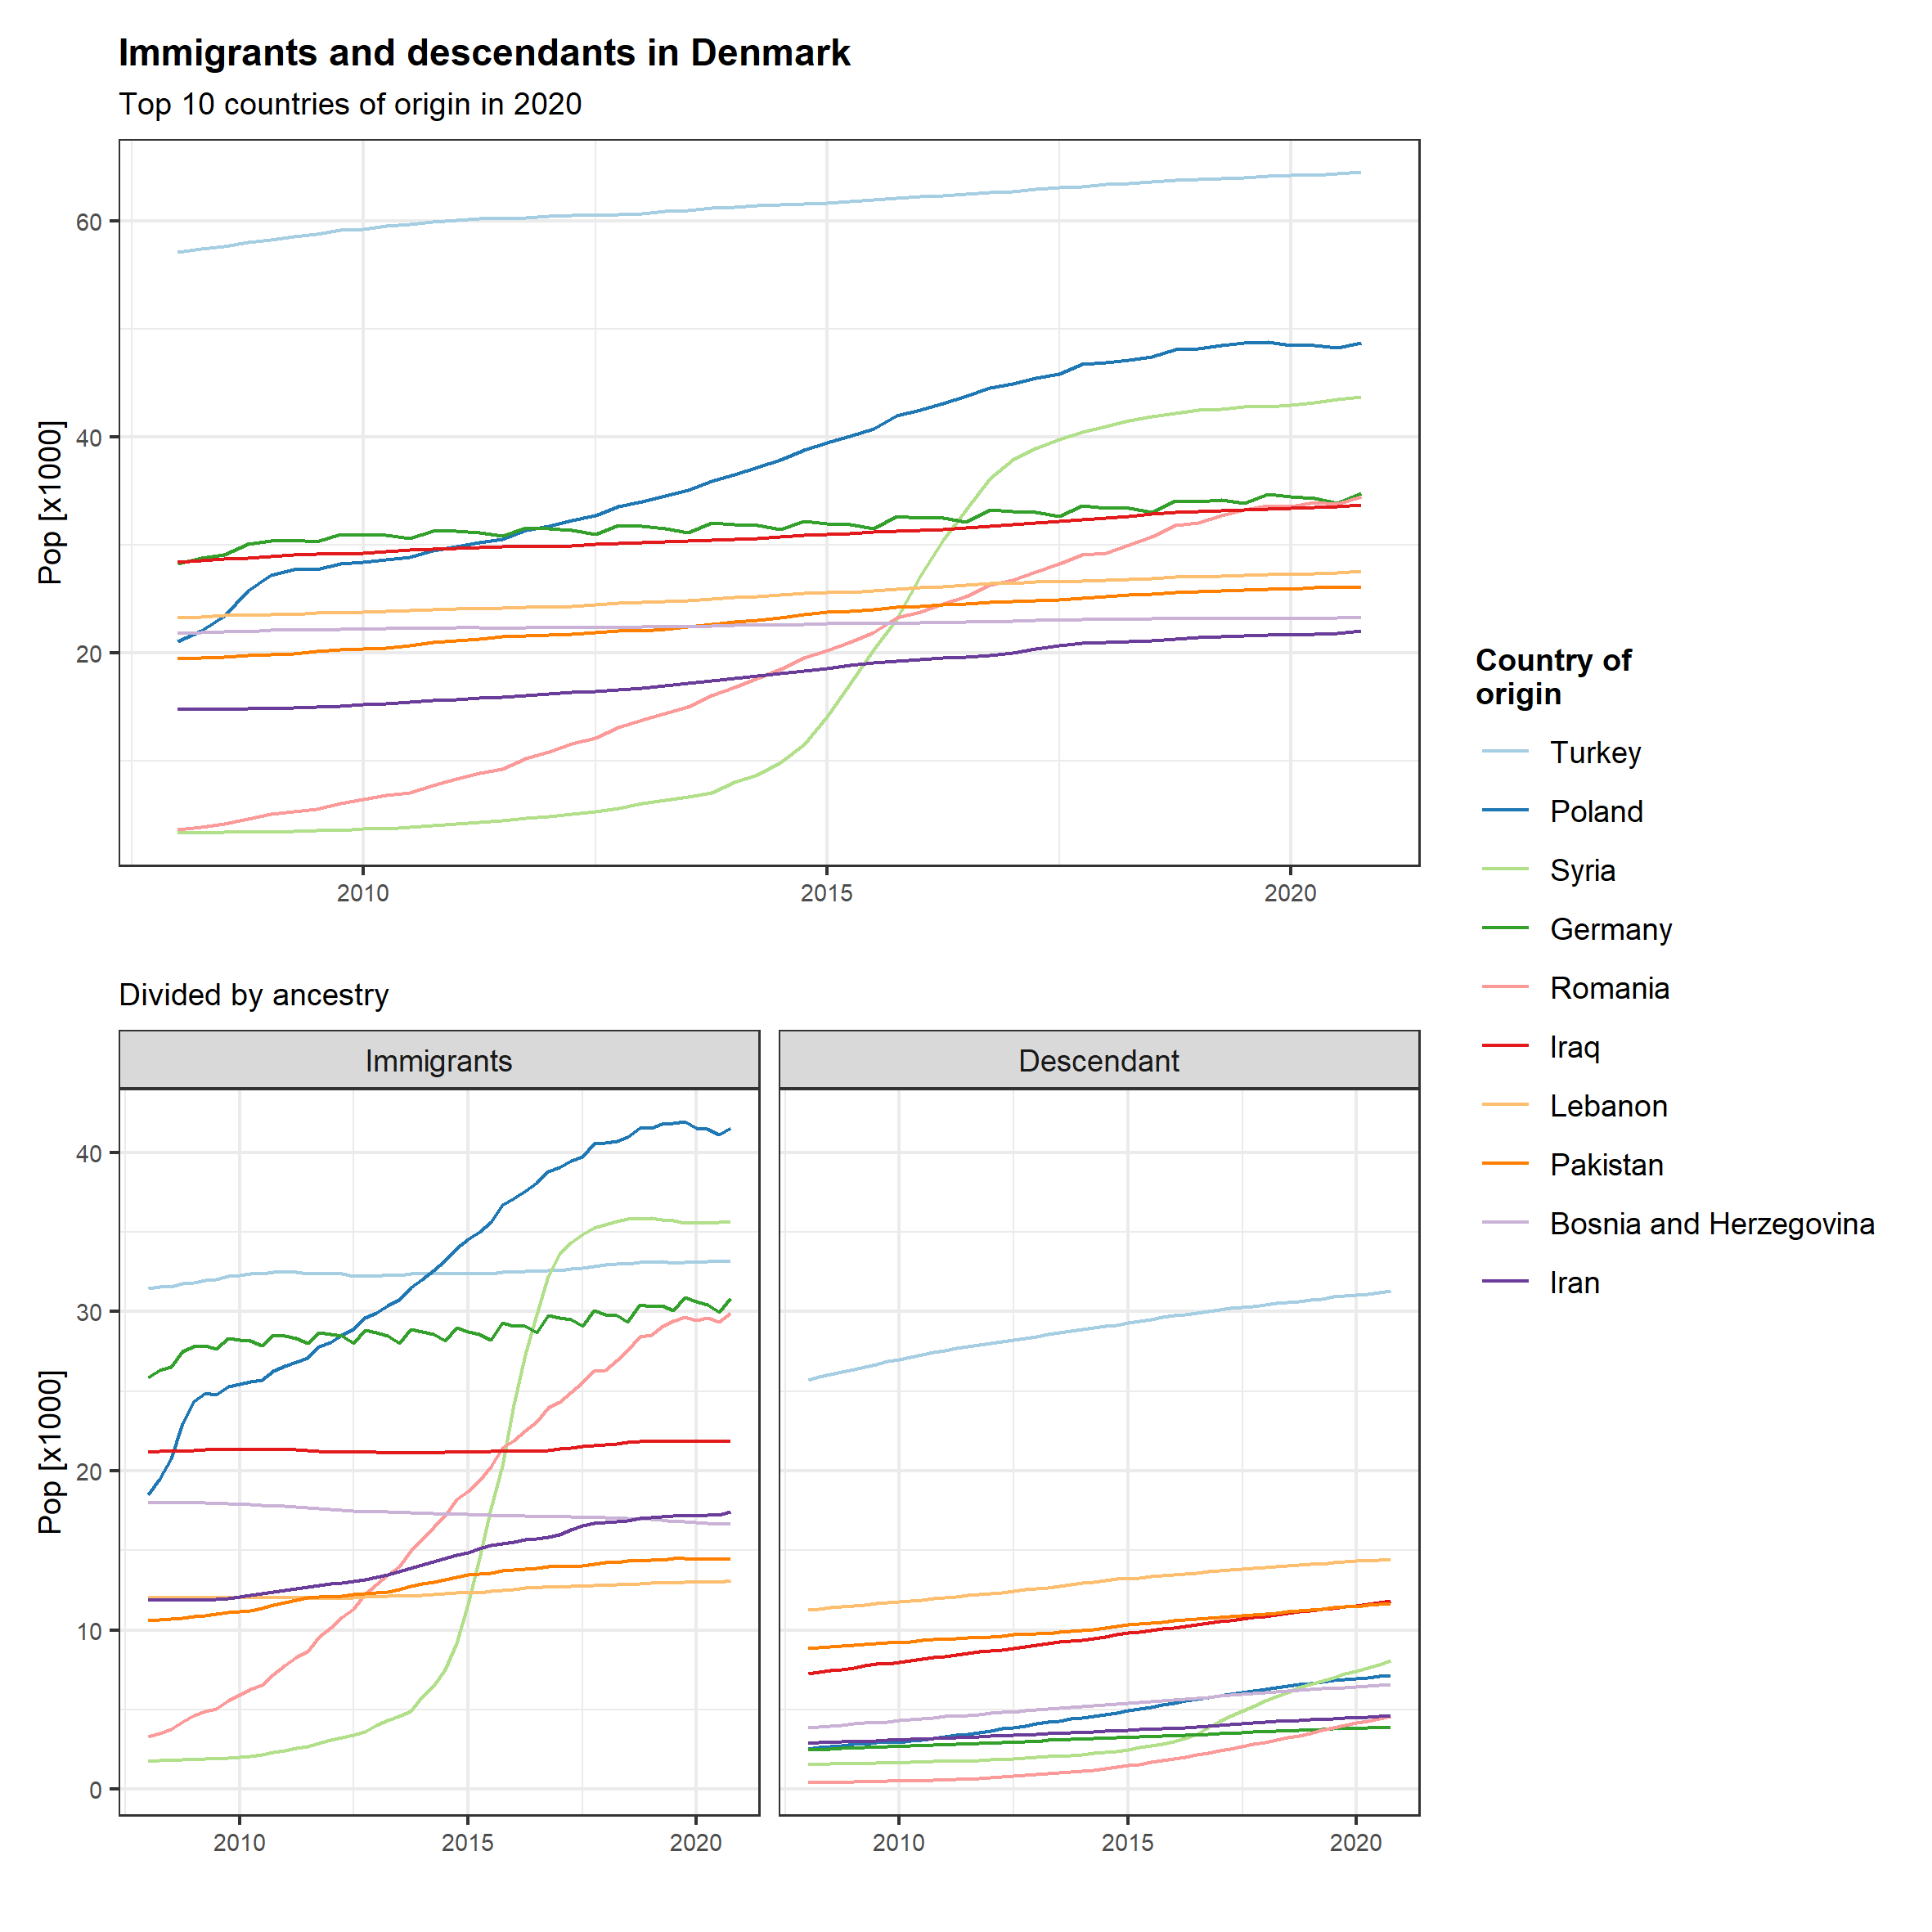 Immigrants and descendants in Denmark
Top 10 countries of origin in 2020
Pop [x1000]
60
40
20
2010
2015
2020
Divided by ancestry
Immigrants
Descendant
Pop [x1000]
40
30
20
10
0
2010
2015
2020
2010
2015
2020
Country of
origin
Turkey
Poland
Syria
Germany
Romania
Iraq
Lebanon
Pakistan
Bosnia and Herzegovina
Iran